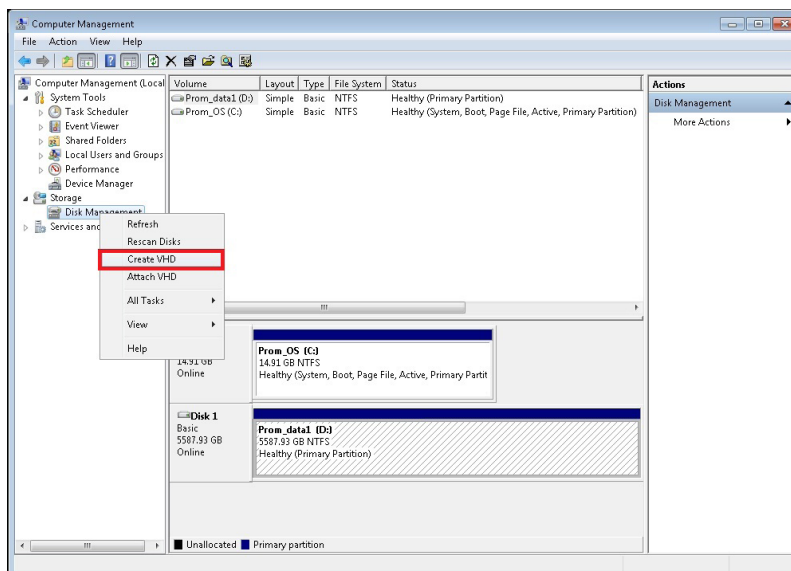 Computer Management
File Action View Help
Computer Management (Local
System Tools
Task Scheduler
Event Viewer
Shared Folders
Local Users and Groups
Performance
Device Manager
Storage
Disk Management
Services and
Refresh
Rescan Disks
Create VHD
Attach VHD
All Tasks
View
Help
Volume Layout Type File System Status
Prom_data1 (D:) Simple Basic NTFS Healthy (Primary Partition)
Prom_OS (C:) Simple Basic NTFS Healthy (System, Boot, Page File, Active, Primary Partition)
14.91 GB
Online
Prom_OS (C:)
14.91 GB NTFS
Healthy (System, Boot, Page File, Active, Primary Partit
Disk 1
Basic
5587.93 GB
Online
Prom_data1 (D:)
5587.93 GB NTFS
Healthy (Primary Partition)
Unallocated Primary partition
Actions
Disk Management
More Actions